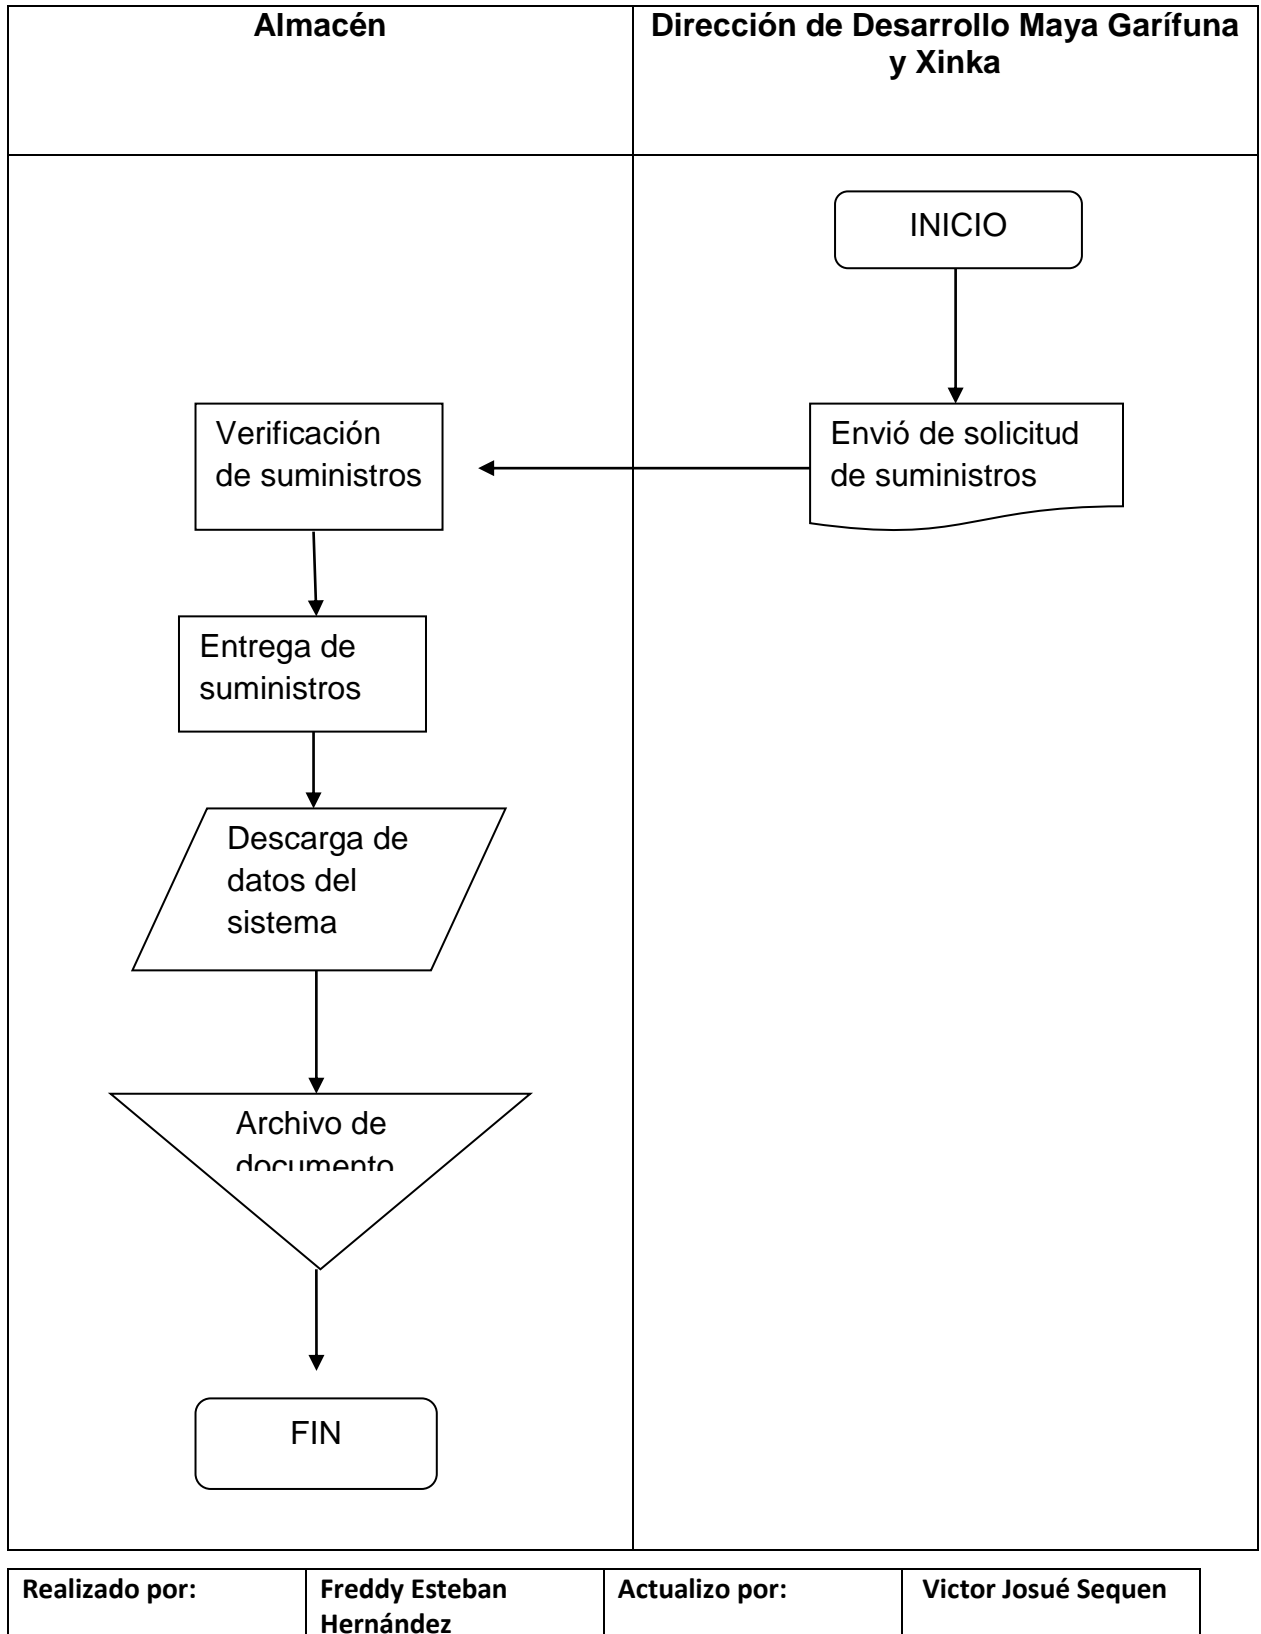 Almacén
Dirección de Desarrollo Maya Garífuna
y Xinka
INICIO
Envió de solicitud
de suministros
Verificación
de suministros
Entrega de
suministros
Descarga de
datos del
sistema
Archivo de
documento
FIN
Realizado por:
Freddy Esteban
Hernández
Actualizo por:
Victor Josué Sequen